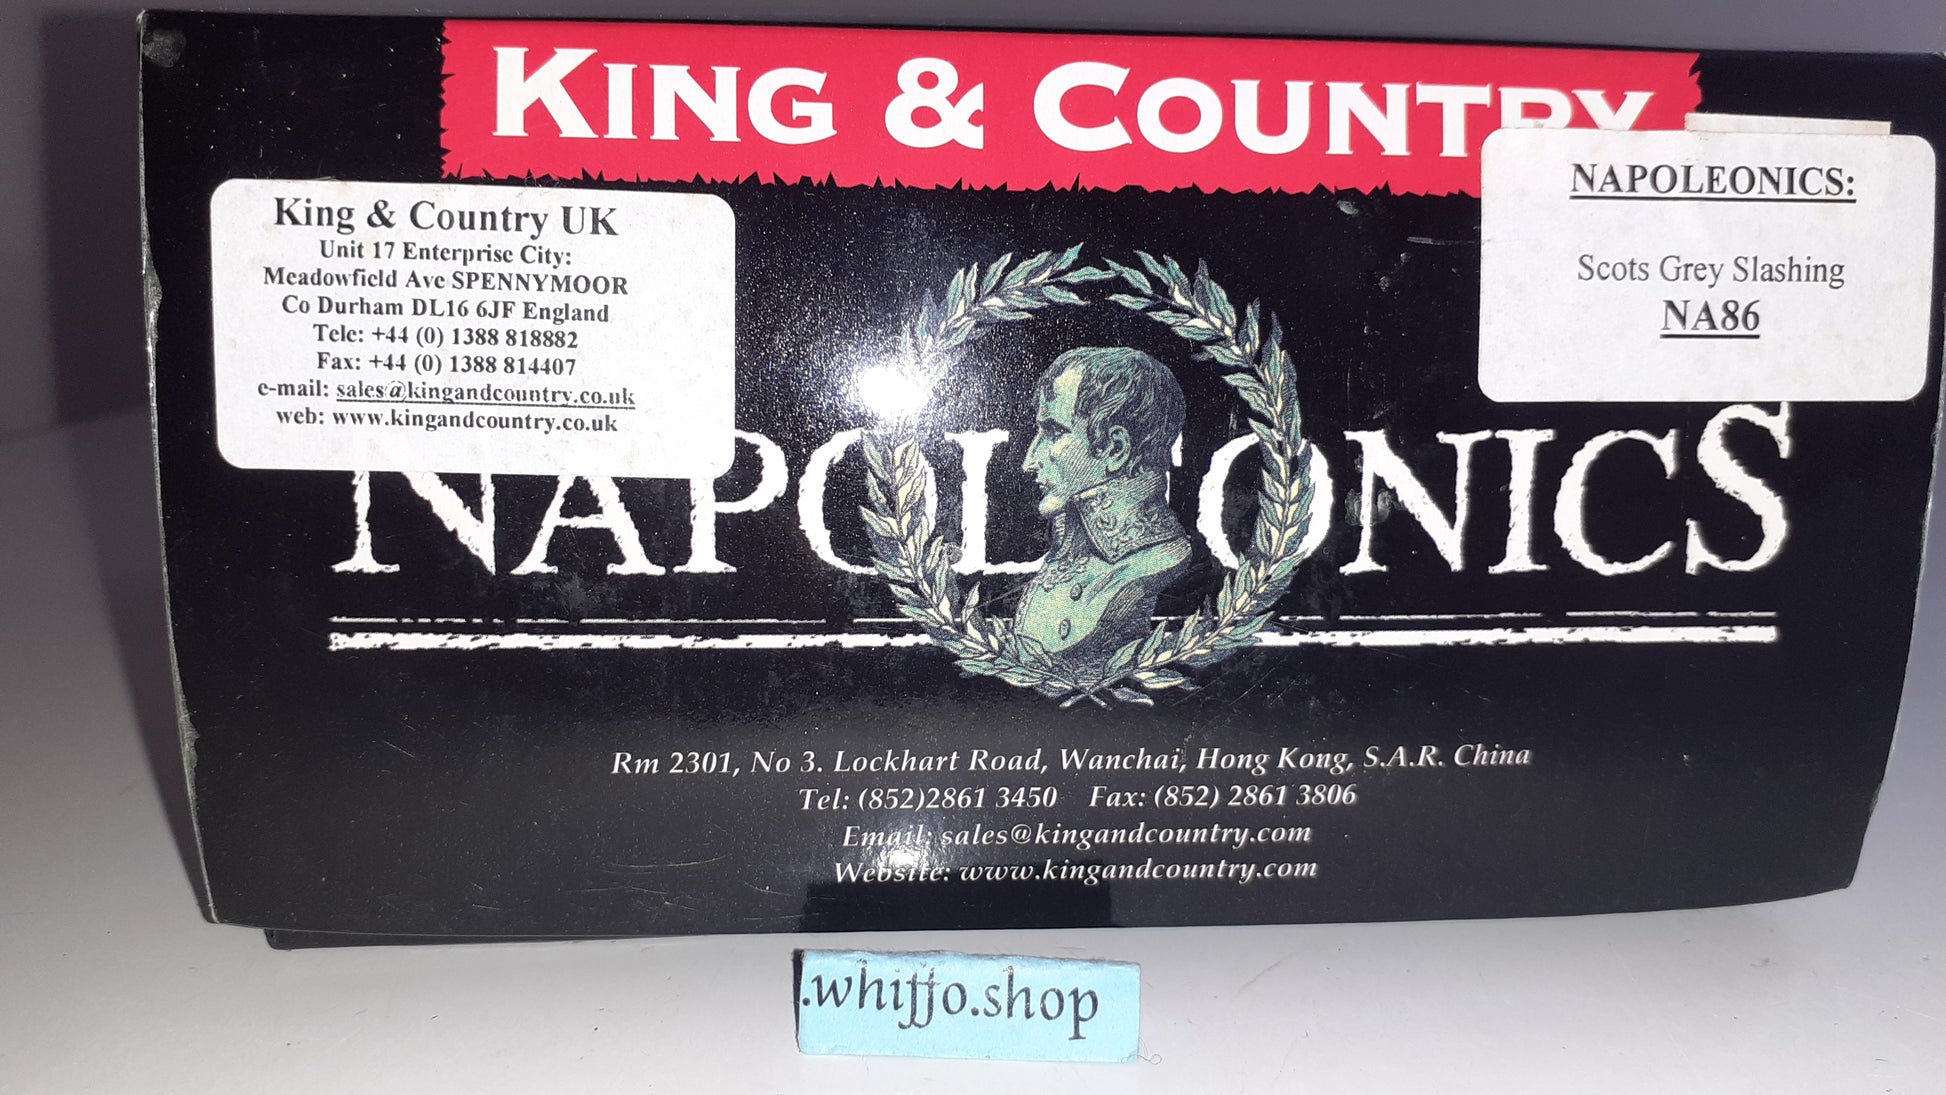 KING & COUNTRY
King & Country UK
Unit 17 Enterprise City:
Meadowfield Ave SPENNYMOOR
Co Durham DL16 6JF England
Tele: +44 (0) 1388 818882
Fax: +44 (0) 1388 814407
e-mail: sales@kingandcountry.co.uk
web: www.kingandcountry.co.uk
NAPOLEONICS:
Scots Grey Slashing
NA86
NAPOLEONICS
Rm 2301, No 3. Lockhart Road, Wanchai, Hong Kong, S.A.R. China
Tel: (852)2861 3450 Fax: (852) 2861 3806
Email: sales@kingandcountry.com
Website: www.kingandcountry.com
.whiffo.shop